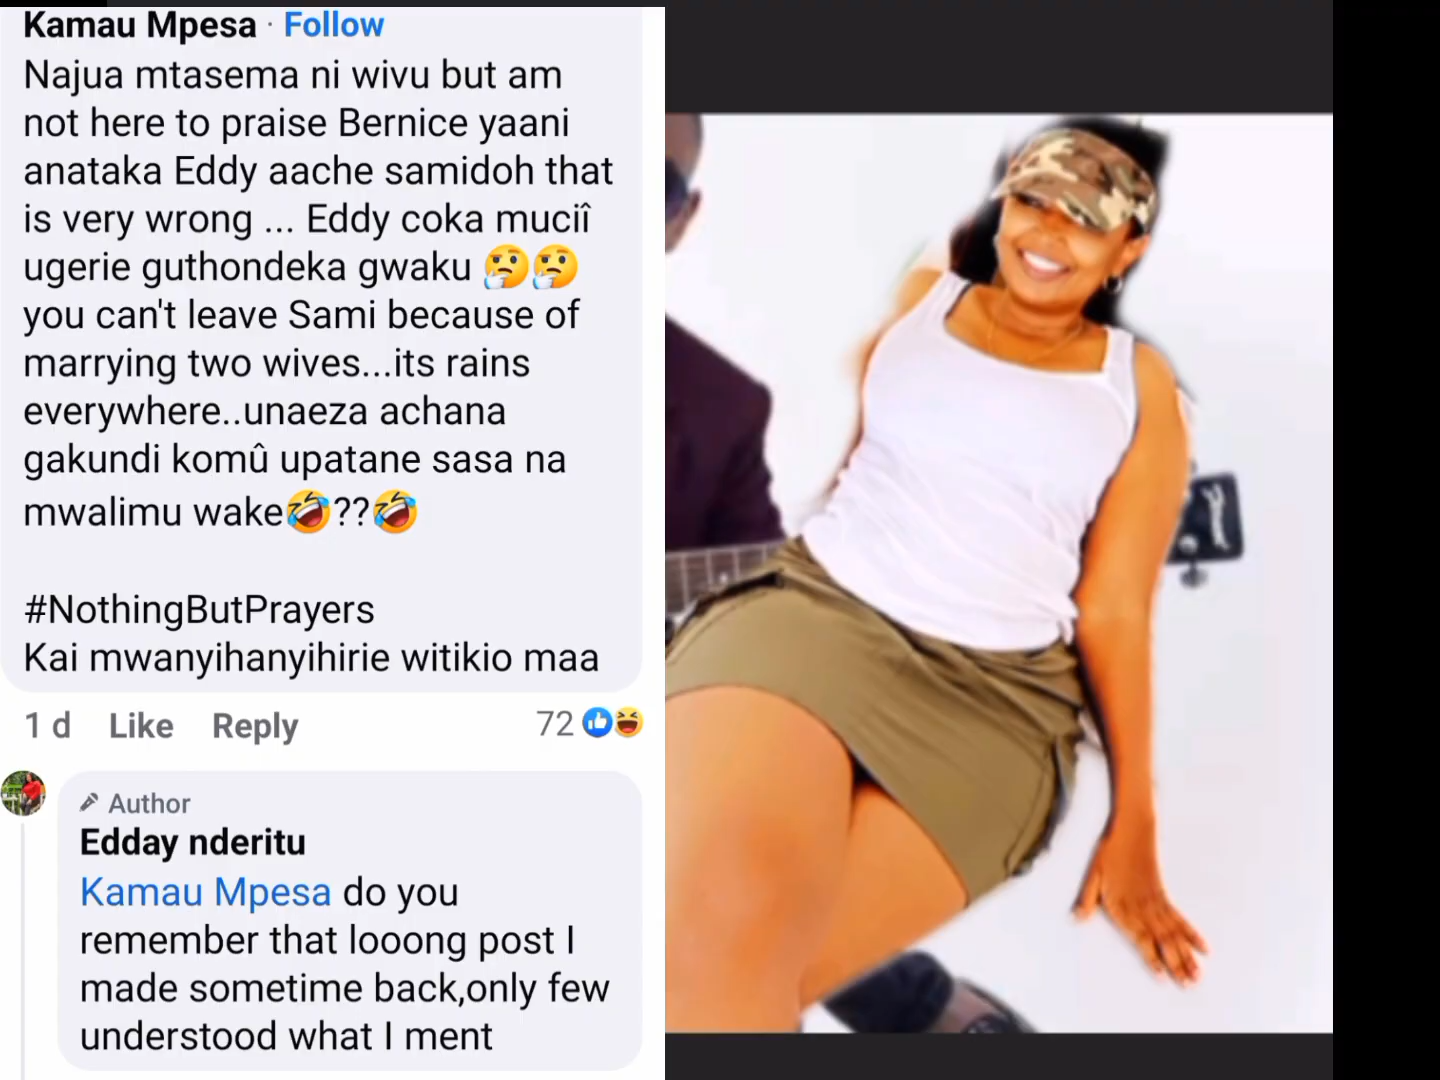 Kamau Mpesa · Follow
Najua mtasema ni wivu but am
not here to praise Bernice yaani
anataka Eddy aache samidoh that
is very wrong ... Eddy coka muciî
ugerie guthondeka gwaku 🤔🤔
you can't leave Sami because of
marrying two wives...its rains
everywhere..unaeza achana
gakundi komû upatane sasa na
mwalimu wake🤣??🤣
#NothingButPrayers
Kai mwanyihanyihirie witikio maa
1 d Like Reply 72
Author
Edday nderitu
Kamau Mpesa do you
remember that looong post I
made sometime back,only few
understood what I ment